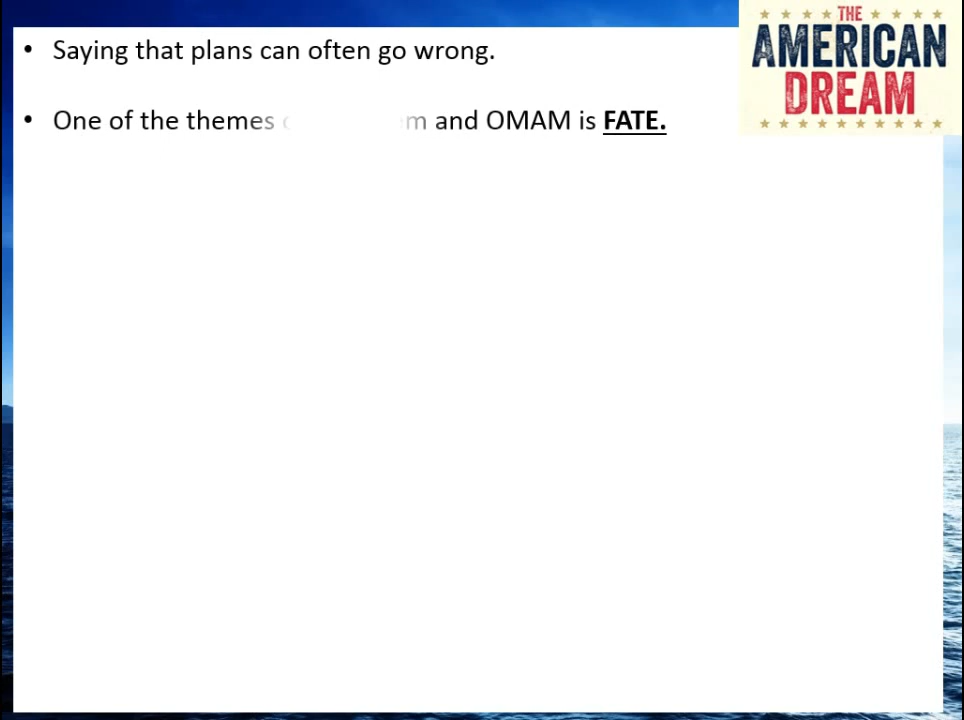 THE
AMERICAN
DREAM
• Saying that plans can often go wrong.
• One of the themes and OMAM is FATE.